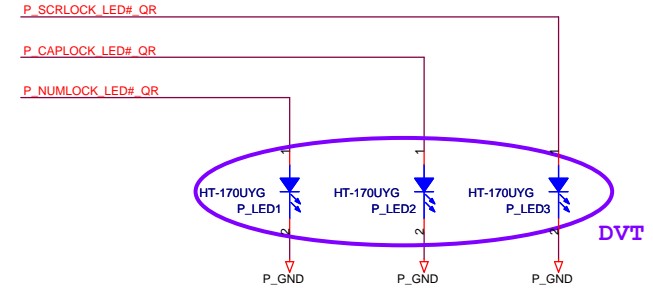 P_SCRLOCK_LED#_QR
P_CAPLOCK_LED#_QR
P_NUMLOCK_LED#_QR
1 1 1
HT-170UYG HT-170UYG HT-170UYG
P_LED1 P_LED2 P_LED3
2 2 2
DVT
P_GND P_GND P_GND